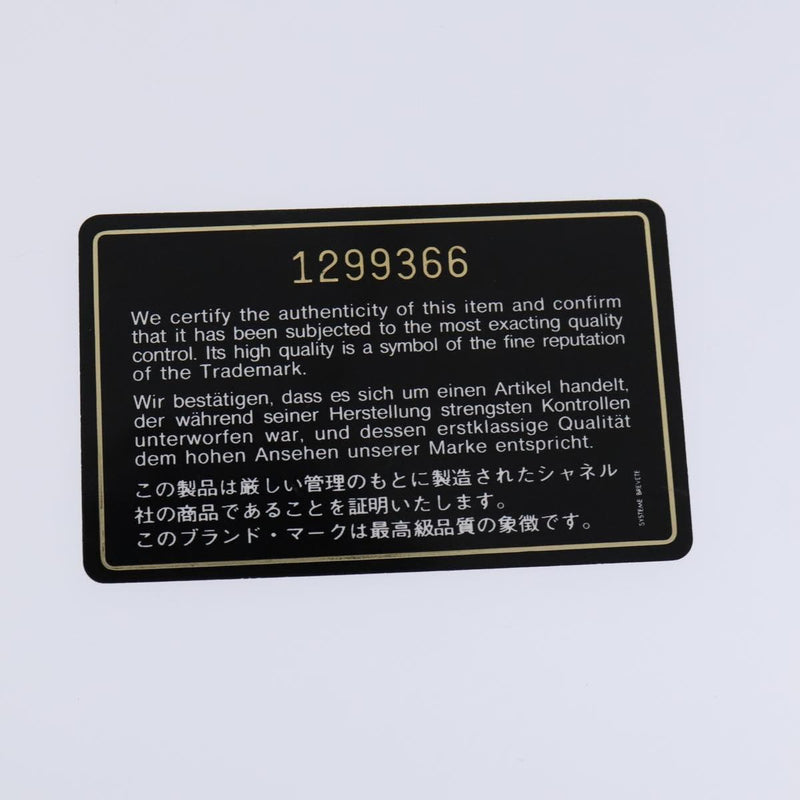 1299366
We certify the authenticity of this item and confirm
that it has been subjected to the most exacting quality
control. Its high quality is a symbol of the fine reputation
of the Trademark.
Wir bestätigen, dass es sich um einen Artikel handelt,
der während seiner Herstellung strengsten Kontrollen
unterworfen war, und dessen erstklassige Qualität
dem hohen Ansehen unserer Marke entspricht.
この製品は厳しい管理のもとに製造されたシャネル
社の商品であることを証明いたします。
このブランド・マークは最高級品質の象徴です。
SYSTEME BREVETE